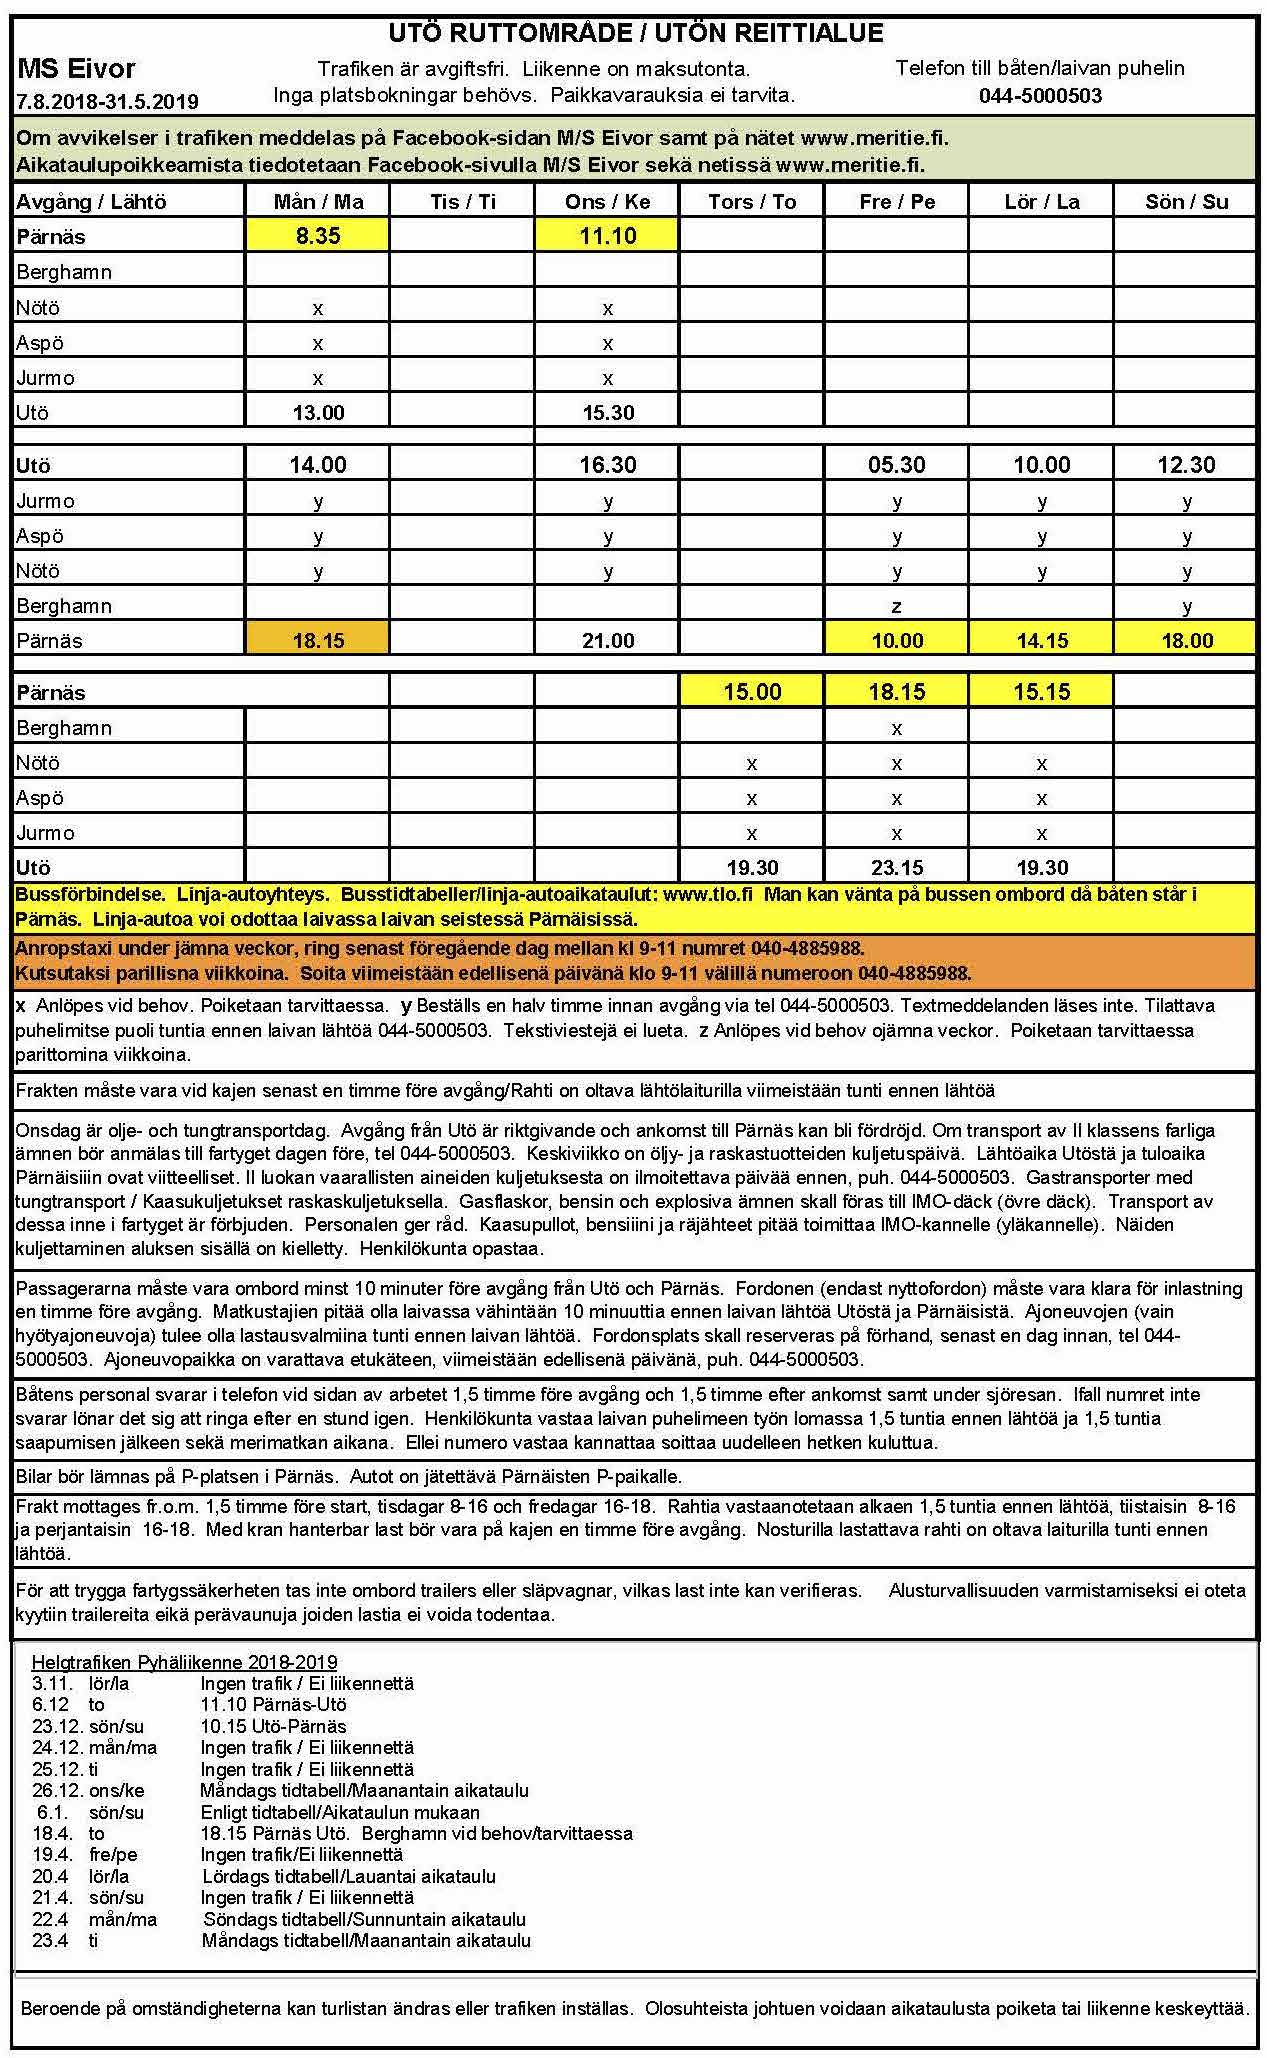 UTÖ RUTTOMRÅDE / UTÖN REITTIALUE
MS Eivor Trafiken är avgiftsfri. Liikenne on maksutonta. Telefon till båten/laivan puhelin
7.8.2018-31.5.2019 Inga platsbokningar behövs. Paikkavarauksia ei tarvita. 044-5000503
Om avvikelser i trafiken meddelas på Facebook-sidan M/S Eivor samt på nätet www.meritie.fi.
Aikataulupoikkeamista tiedotetaan Facebook-sivulla M/S Eivor sekä netissä www.meritie.fi.
Avgång / Lähtö Mån / Ma Tis / Ti Ons / Ke Tors / To Fre / Pe Lör / La Sön / Su
Pärnäs 8.35 11.10
Berghamn
Nötö x x
Aspö x x
Jurmo x x
Utö 13.00 15.30
Utö 14.00 16.30 05.30 10.00 12.30
Jurmo y y y y y
Aspö y y y y y
Nötö y y y y y
Berghamn z y
Pärnäs 18.15 21.00 10.00 14.15 18.00
Pärnäs 15.00 18.15 15.15
Berghamn x
Nötö x x x
Aspö x x x
Jurmo x x x
Utö 19.30 23.15 19.30
Bussförbindelse. Linja-autoyhteys. Busstidtabeller/linja-autoaikataulut: www.tlo.fi Man kan vänta på bussen ombord då båten står i
Pärnäs. Linja-autoa voi odottaa laivassa laivan seistessä Pärnäisissä.
Anropstaxi under jämna veckor, ring senast föregående dag mellan kl 9-11 numret 040-4885988.
Kutsutaksi parillisna viikkoina. Soita viimeistään edellisenä päivänä klo 9-11 välillä numeroon 040-4885988.
x Anlöpes vid behov. Poiketaan tarvittaessa. y Beställs en halv timme innan avgång via tel 044-5000503. Textmeddelanden läses inte. Tilattava
puhelimitse puoli tuntia ennen laivan lähtöä 044-5000503. Tekstiviestejä ei lueta. z Anlöpes vid behov ojämna veckor. Poiketaan tarvittaessa
parittomina viikkoina.
Frakten måste vara vid kajen senast en timme före avgång/Rahti on oltava lähtölaiturilla viimeistään tunti ennen lähtöä
Onsdag är olje- och tungtransportdag. Avgång från Utö är riktgivande och ankomst till Pärnäs kan bli fördröjd. Om transport av II klassens farliga
ämnen bör anmälas till fartyget dagen före, tel 044-5000503. Keskiviikko on öljy- ja raskastuotteiden kuljetuspäivä. Lähtöaika Utöstä ja tuloaika
Pärnäisiiin ovat viitteelliset. II luokan vaarallisten aineiden kuljetuksesta on ilmoitettava päivää ennen, puh. 044-5000503. Gastransporter med
tungtransport / Kaasukuljetukset raskaskuljetuksella. Gasflaskor, bensin och explosiva ämnen skall föras till IMO-däck (övre däck). Transport av
dessa inne i fartyget är förbjuden. Personalen ger råd. Kaasupullot, bensiiini ja räjähteet pitää toimittaa IMO-kannelle (yläkannelle). Näiden
kuljettaminen aluksen sisällä on kielletty. Henkilökunta opastaa.
Passagerarna måste vara ombord minst 10 minuter före avgång från Utö och Pärnäs. Fordonen (endast nyttofordon) måste vara klara för inlastning
en timme före avgång. Matkustajien pitää olla laivassa vähintään 10 minuuttia ennen laivan lähtöä Utöstä ja Pärnäisistä. Ajoneuvojen (vain
hyötyajoneuvoja) tulee olla lastausvalmiina tunti ennen laivan lähtöä. Fordonsplats skall reserveras på förhand, senast en dag innan, tel 044-
5000503. Ajoneuvopaikka on varattava etukäteen, viimeistään edellisenä päivänä, puh. 044-5000503.
Båtens personal svarar i telefon vid sidan av arbetet 1,5 timme före avgång och 1,5 timme efter ankomst samt under sjöresan. Ifall numret inte
svarar lönar det sig att ringa efter en stund igen. Henkilökunta vastaa laivan puhelimeen työn lomassa 1,5 tuntia ennen lähtöä ja 1,5 tuntia
saapumisen jälkeen sekä merimatkan aikana. Ellei numero vastaa kannattaa soittaa uudelleen hetken kuluttua.
Bilar bör lämnas på P-platsen i Pärnäs. Autot on jätettävä Pärnäisten P-paikalle.
Frakt mottages fr.o.m. 1,5 timme före start, tisdagar 8-16 och fredagar 16-18. Rahtia vastaanotetaan alkaen 1,5 tuntia ennen lähtöä, tiistaisin 8-16
ja perjantaisin 16-18. Med kran hanterbar last bör vara på kajen en timme före avgång. Nosturilla lastattava rahti on oltava laiturilla tunti ennen
lähtöä.
För att trygga fartygssäkerheten tas inte ombord trailers eller släpvagnar, vilkas last inte kan verifieras. Alusturvallisuuden varmistamiseksi ei oteta
kyytiin trailereita eikä perävaunuja joiden lastia ei voida todentaa.
Helgtrafiken Pyhäliikenne 2018-2019
3.11. lör/la Ingen trafik / Ei liikennettä
6.12 to 11.10 Pärnäs-Utö
23.12. sön/su 10.15 Utö-Pärnäs
24.12. mån/ma Ingen trafik / Ei liikennettä
25.12. ti Ingen trafik / Ei liikennettä
26.12. ons/ke Måndags tidtabell/Maanantain aikataulu
6.1. sön/su Enligt tidtabell/Aikataulun mukaan
18.4. to 18.15 Pärnäs Utö. Berghamn vid behov/tarvittaessa
19.4. fre/pe Ingen trafik/Ei liikennettä
20.4 lör/la Lördags tidtabell/Lauantai aikataulu
21.4. sön/su Ingen trafik / Ei liikennettä
22.4 mån/ma Söndags tidtabell/Sunnuntain aikataulu
23.4 ti Måndags tidtabell/Maanantain aikataulu
Beroende på omständigheterna kan turlistan ändras eller trafiken inställas. Olosuhteista johtuen voidaan aikataulusta poiketa tai liikenne keskeyttää.